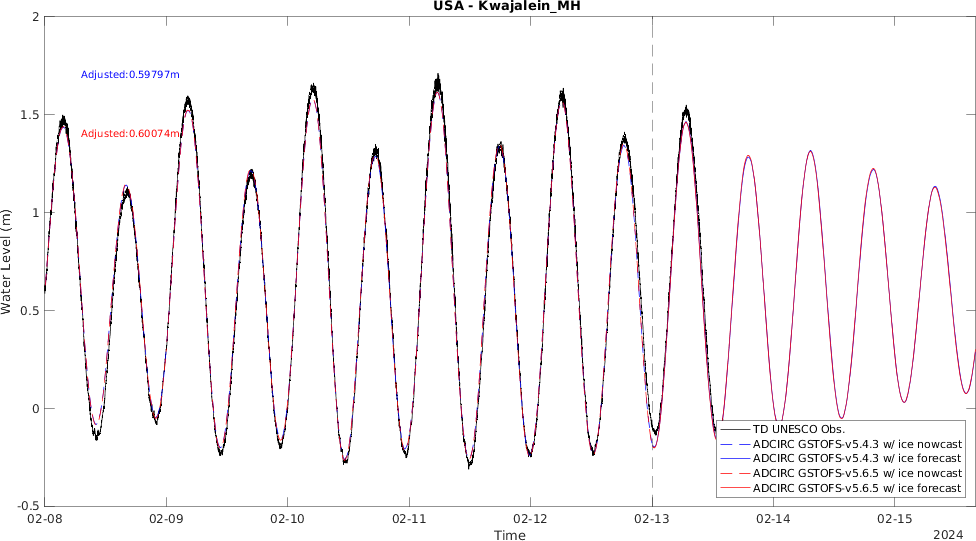 USA - Kwajalein_MH
2
Adjusted:0.59797m
1.5
Adjusted:0.60074m
1
Water Level (m)
0.5
0
TD UNESCO Obs.
ADCIRC GSTOFS-v5.4.3 w/ ice nowcast
ADCIRC GSTOFS-v5.4.3 w/ ice forecast
ADCIRC GSTOFS-v5.6.5 w/ ice nowcast
ADCIRC GSTOFS-v5.6.5 w/ ice forecast
-0.5
02-08 02-09 02-10 02-11 02-12 02-13 02-14 02-15
Time
2024